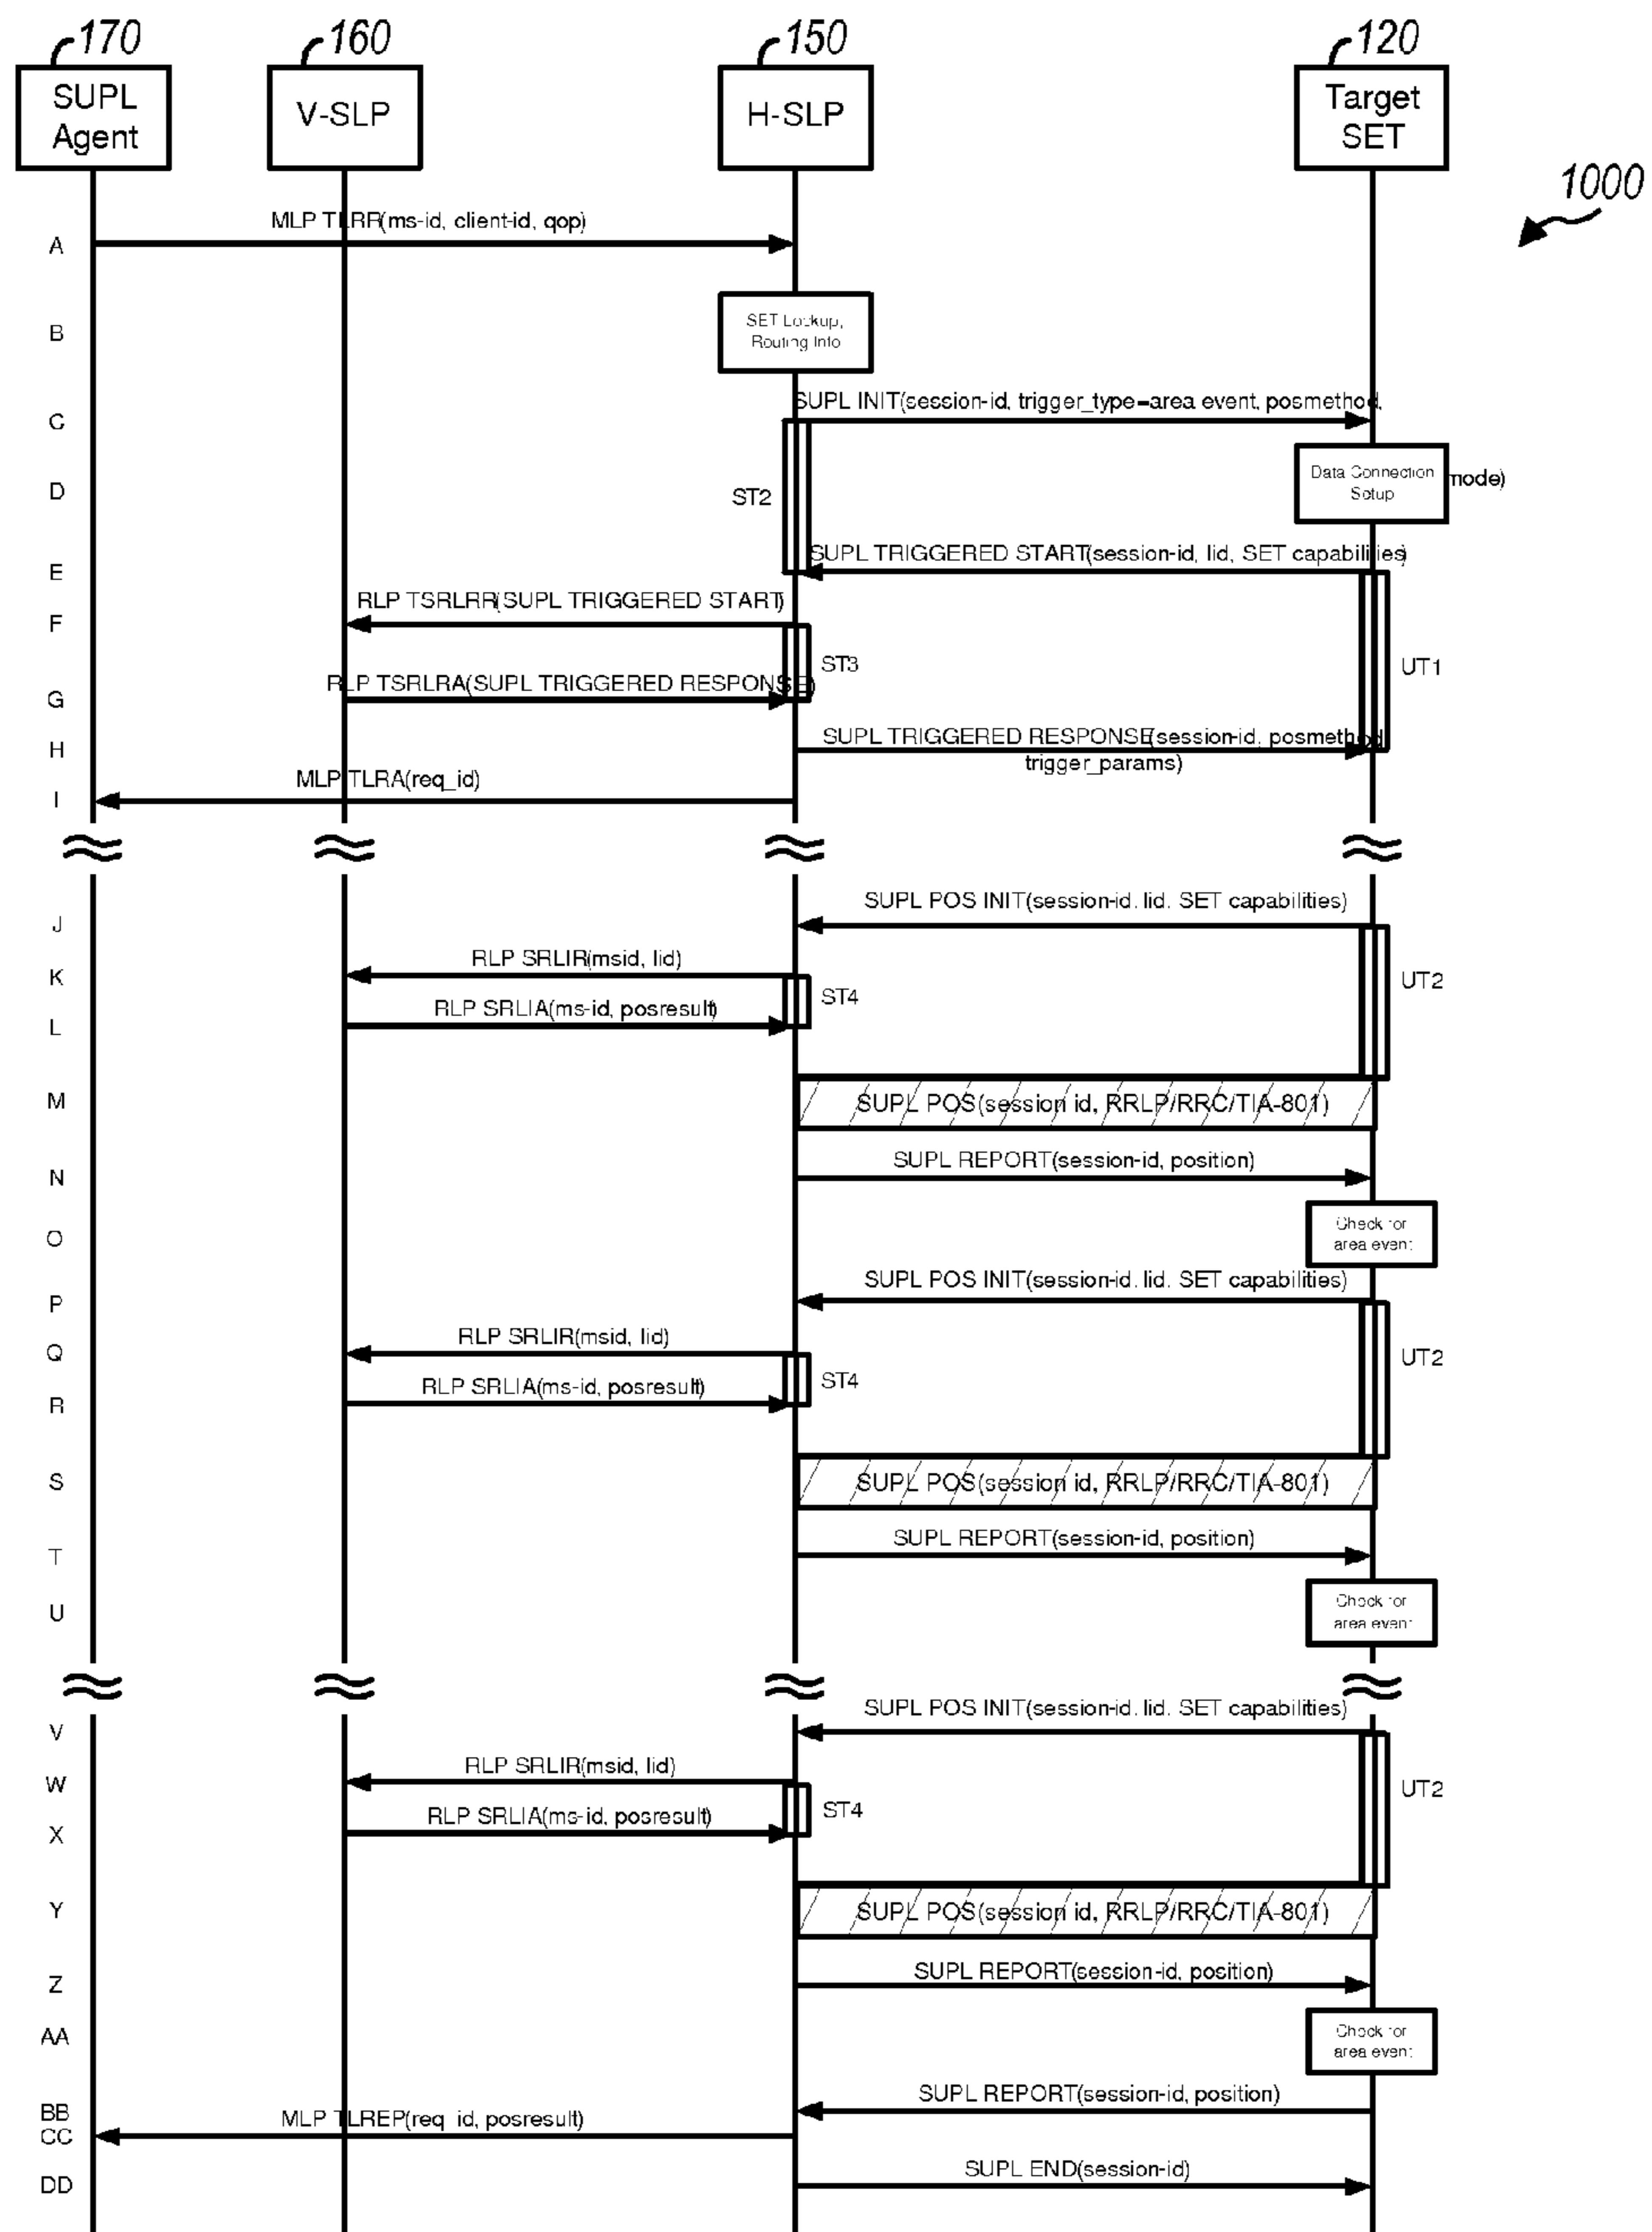 170
160
150
120
SUPL
Agent
V-SLP
H-SLP
Target
SET
1000
MLP TLRR(ms-id, client-id, qop)
A
B
SET Lookup,
Routing Info
SUPL INIT(session-id, trigger_type=area event, posmethod,
C
D
ST2
Data Connection
Setup
mode)
SUPL TRIGGERED START(session-id, lid, SET capabilities)
E
RLP TSRLRR(SUPL TRIGGERED START)
F
ST3
UT1
RLP TSRLRA(SUPL TRIGGERED RESPONSE)
G
SUPL TRIGGERED RESPONSE(session-id, posmethod
H
trigger_params)
MLP TLRA(req_id)
I
SUPL POS INIT(session-id, lid, SET capabilities)
J
RLP SRLIR(msid, lid)
K
UT2
ST4
RLP SRLIA(ms-id, posresult)
L
M
SUPL POS(session id, RRLP/RRC/TIA-801)
SUPL REPORT(session-id, position)
N
O
Check for
area event
SUPL POS INIT(session-id, lid, SET capabilities)
P
RLP SRLIR(msid, lid)
Q
UT2
ST4
RLP SRLIA(ms-id, posresult)
R
S
SUPL POS(session id, RRLP/RRC/TIA-801)
SUPL REPORT(session-id, position)
T
U
Check for
area event
SUPL POS INIT(session-id, lid, SET capabilities)
V
RLP SRLIR(msid, lid)
W
UT2
ST4
RLP SRLIA(ms-id, posresult)
X
Y
SUPL POS(session id, RRLP/RRC/TIA-801)
SUPL REPORT(session-id, position)
Z
AA
Check for
area event
SUPL REPORT(session-id, position)
BB
MLP TLREP(req_id, posresult)
CC
SUPL END(session-id)
DD